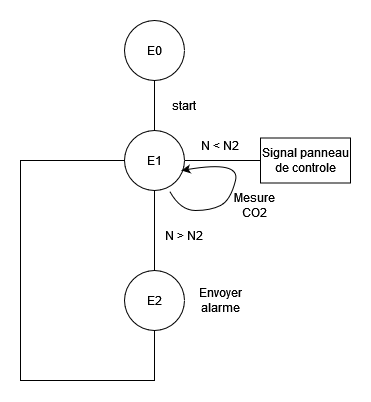 E0
start
E1
N < N2
Signal panneau
de controle
Mesure
CO2
N > N2
E2
Envoyer
alarme